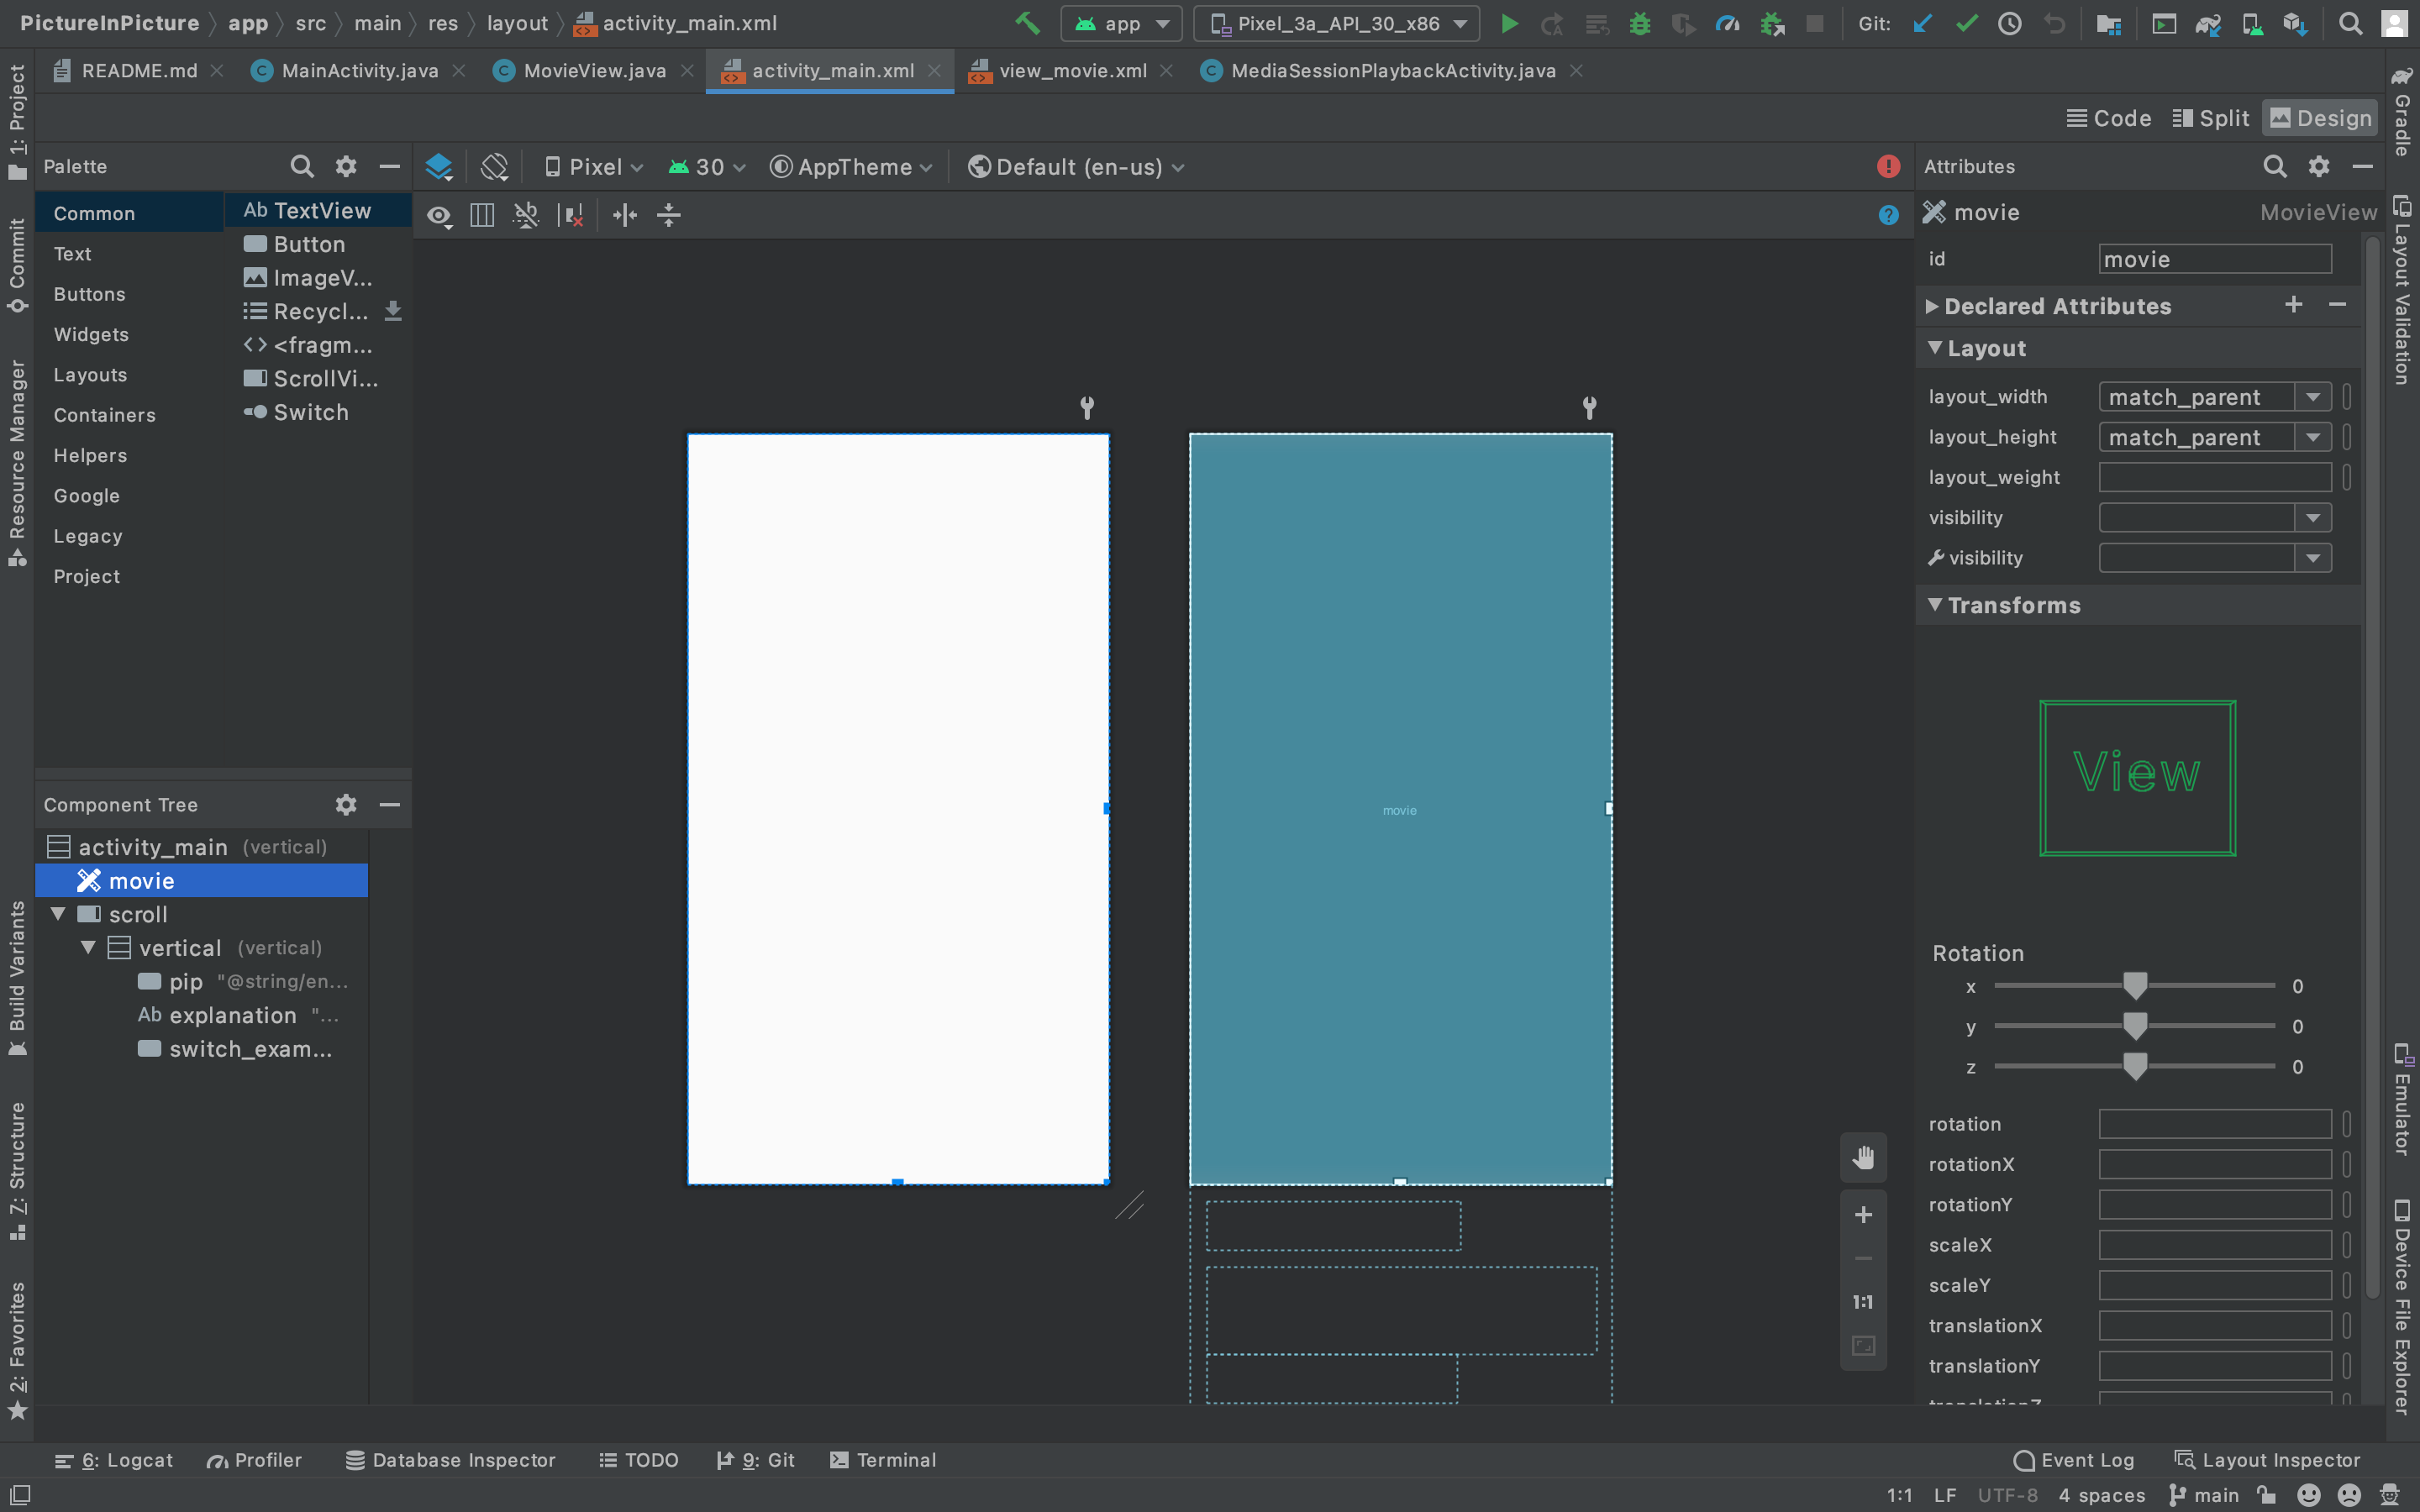 PictureInPicture app src main res layout activity_main.xml
app
Pixel_3a_API_30_x86
Git:
README.md
MainActivity.java
MovieView.java
activity_main.xml
view_movie.xml
MediaSessionPlaybackActivity.java
Code
Split
Design
1: Project
Commit
Resource Manager
Build Variants
7: Structure
2: Favorites
Palette
Common
Text
Buttons
Widgets
Layouts
Containers
Helpers
Google
Legacy
Project
Ab TextView
Button
ImageV...
Recycl...
<fragm...
ScrollVi...
Switch
Component Tree
activity_main (vertical)
movie
scroll
vertical (vertical)
pip "@string/en...
Ab explanation "...
switch_exam...
Pixel
30
AppTheme
Default (en-us)
movie
1:1
Attributes
movie MovieView
id movie
Declared Attributes
Layout
layout_width match_parent
layout_height match_parent
layout_weight
visibility
visibility
Transforms
View
Rotation
x 0
y 0
z 0
rotation
rotationX
rotationY
scaleX
scaleY
translationX
translationY
translationZ
Gradle
Layout Validation
Emulator
Device File Explorer
6: Logcat
Profiler
Database Inspector
TODO
9: Git
Terminal
Event Log
Layout Inspector
1:1 LF UTF-8 4 spaces main